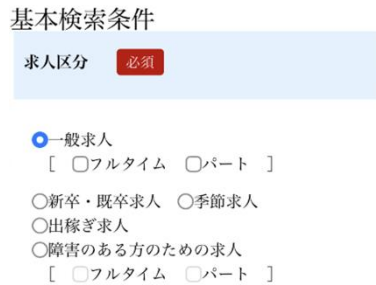 基本検索条件
求人区分 必須
一般求人
[ フルタイム パート ]
新卒・既卒求人 季節求人
出稼ぎ求人
障害のある方のための求人
[ フルタイム パート ]